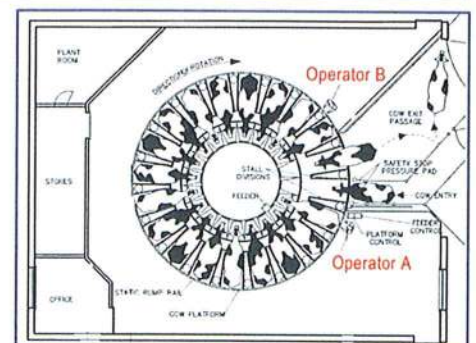 PLANT
ROOM
DIRECTION OF ROTATION
Operator B
COW EXIT
PASSAGE
STALL
DIVISIONS
SAFETY STOP
PRESSURE PAD
STORES
FEEDER
COW ENTRY
FEEDER
CONTROL
PLATFORM
CONTROL
Operator A
STATIC RUMP RAIL
OFFICE
COW PLATFORM